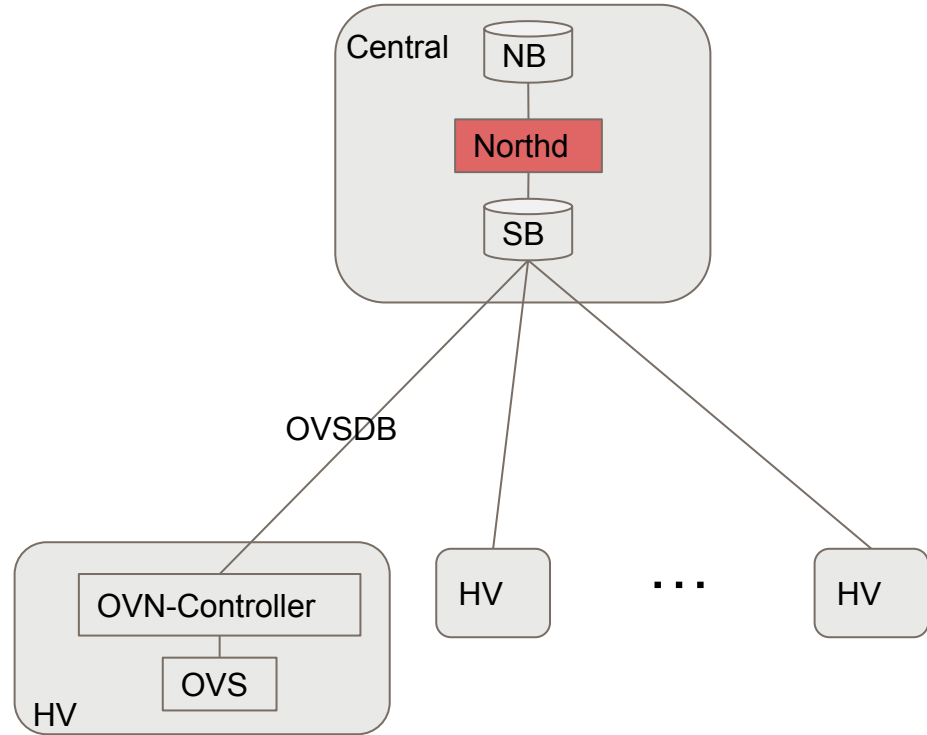 Central
NB
Northd
SB
OVSDB
OVN-Controller
OVS
HV
HV
...
HV